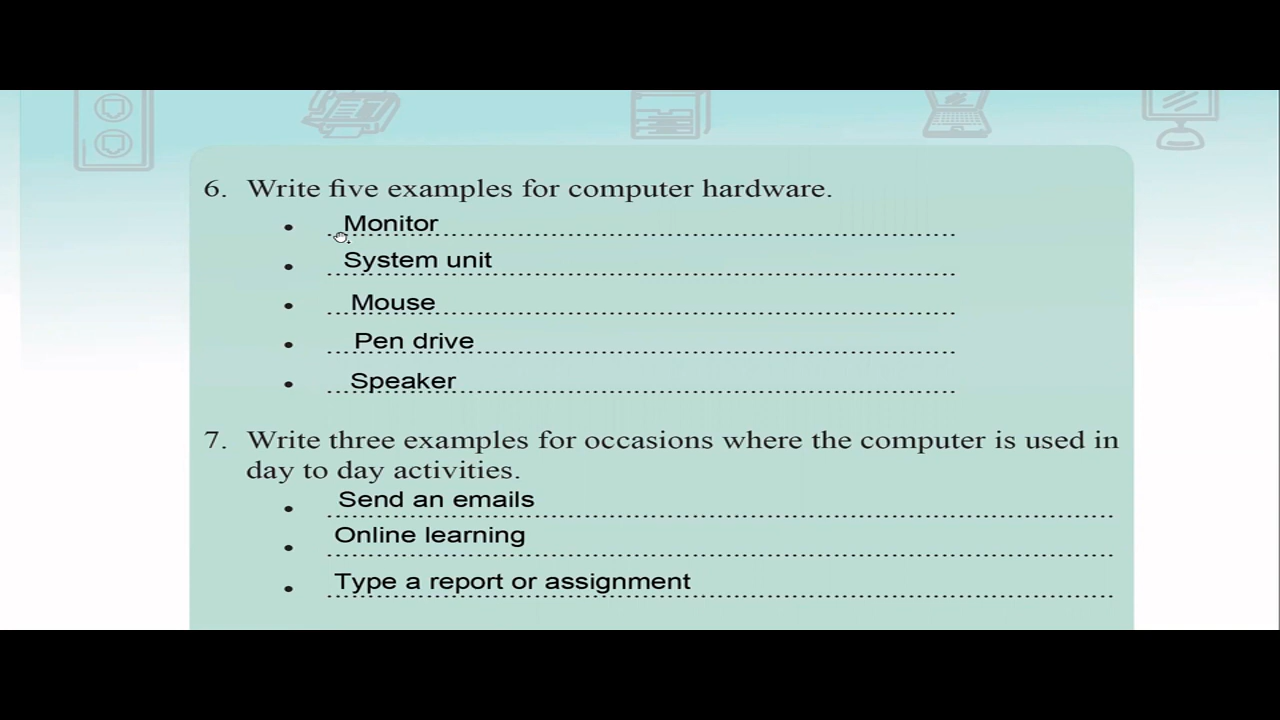 6. Write five examples for computer hardware.
• Monitor
• System unit
• Mouse
• Pen drive
• Speaker
7. Write three examples for occasions where the computer is used in
day to day activities.
• Send an emails
• Online learning
• Type a report or assignment